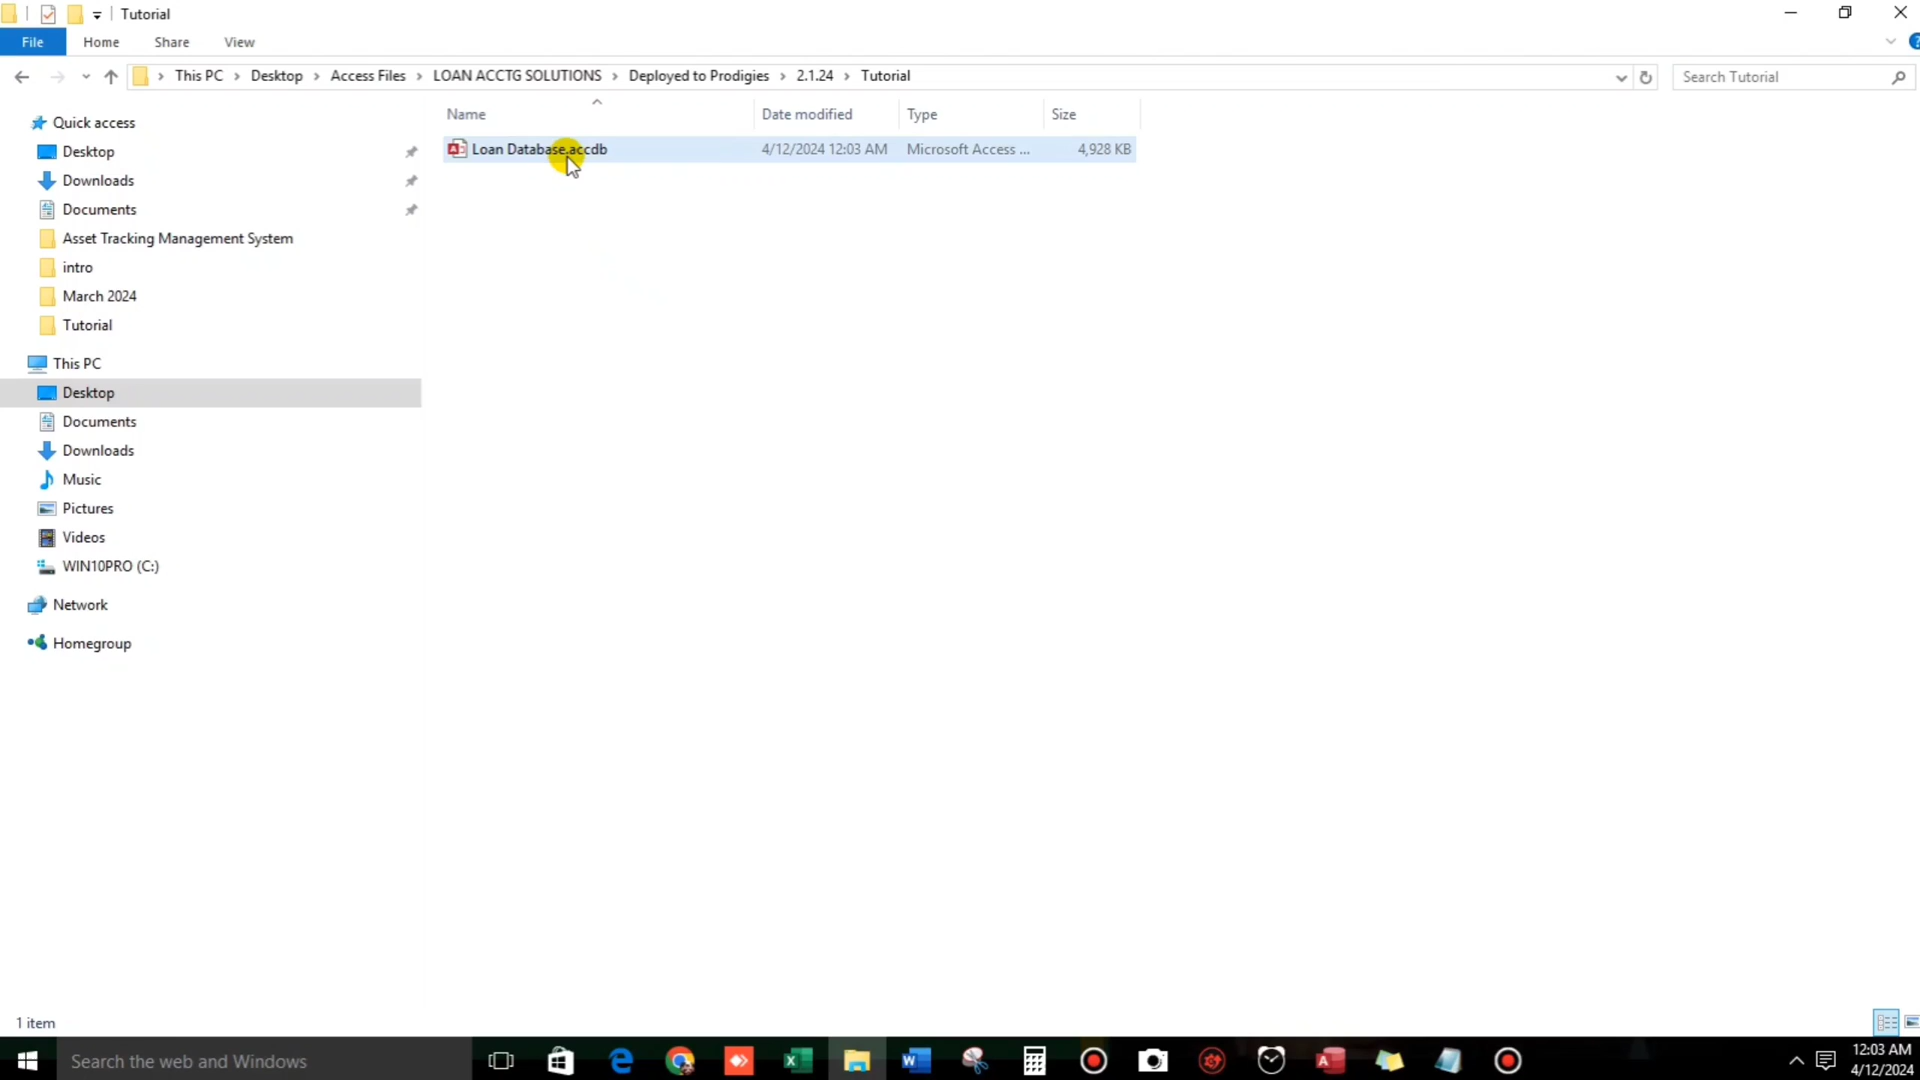 Tutorial
File Home Share View
This PC Desktop Access Files LOAN ACCTG SOLUTIONS Deployed to Prodigies 2.1.24 Tutorial
Search Tutorial
Name Date modified Type Size
Loan Database.accdb 4/12/2024 12:03 AM Microsoft Access ... 4,928 KB
Quick access
Desktop
Downloads
Documents
Asset Tracking Management System
intro
March 2024
Tutorial
This PC
Desktop
Documents
Downloads
Music
Pictures
Videos
WIN10PRO (C:)
Network
Homegroup
1 item
Search the web and Windows
12:03 AM
4/12/2024